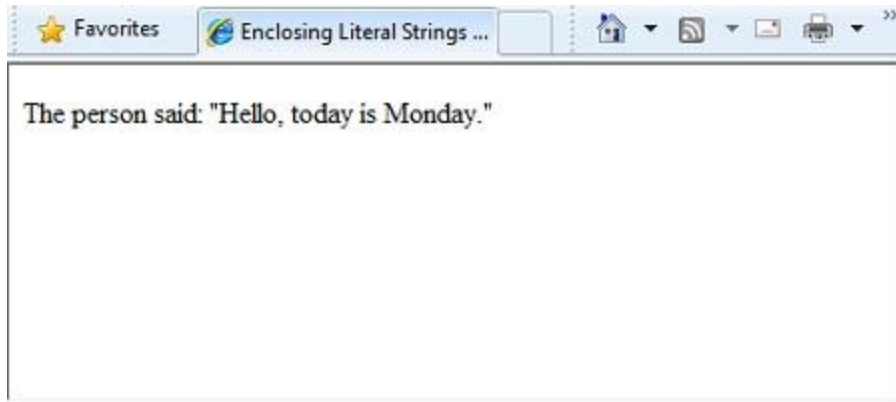 Favorites
Enclosing Literal Strings ...
The person said: "Hello, today is Monday."